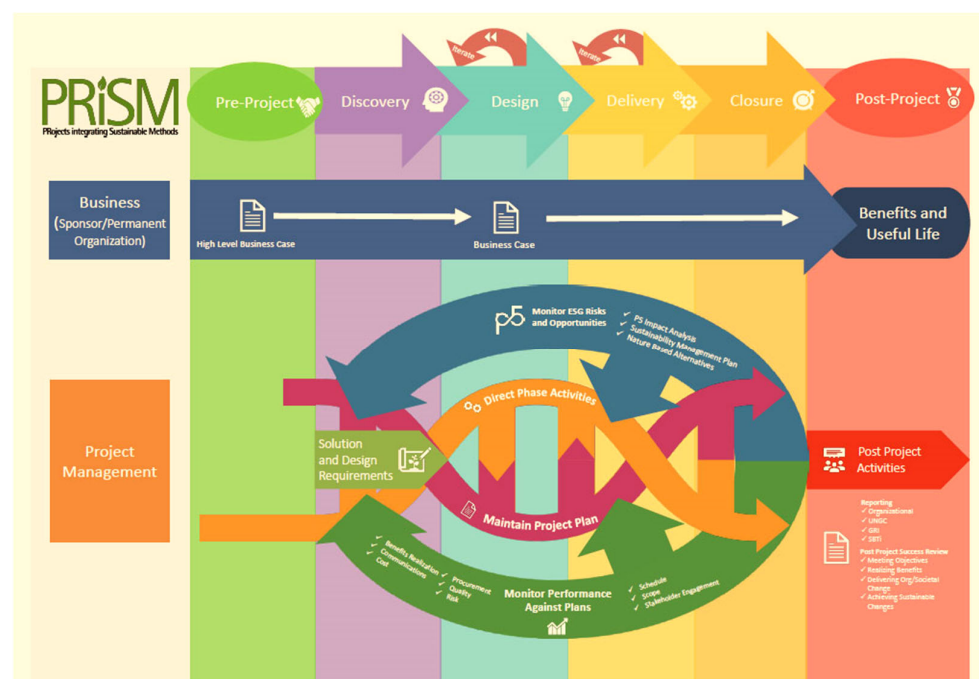 Iterate
Iterate
PRiSM
PRojects integrating Sustainable Methods
Pre-Project
Discovery
Design
Delivery
Closure
Post-Project
Business
(Sponsor/Permanent
Organization)
High Level Business Case
Business Case
Benefits and
Useful Life
p5
Monitor ESG Risks
and Opportunities
✓ P5 Impact Analysis
✓ Sustainability Management Plan
✓ Nature Based Alternatives
Direct Phase Activities
Project
Management
Solution
and Design
Requirements
Maintain Project Plan
Post Project
Activities
✓ Benefits Realization
✓ Communications
✓ Cost
✓ Procurement
✓ Quality
✓ Risk
Monitor Performance
Against Plans
✓ Schedule
✓ Scope
✓ Stakeholder Engagement
Reporting
✓ Organizational
✓ UNGC
✓ GRI
✓ SBTi
Post Project Success Review
✓ Meeting Objectives
✓ Realizing Benefits
✓ Delivering Org/Societal
Change
✓ Achieving Sustainable
Changes